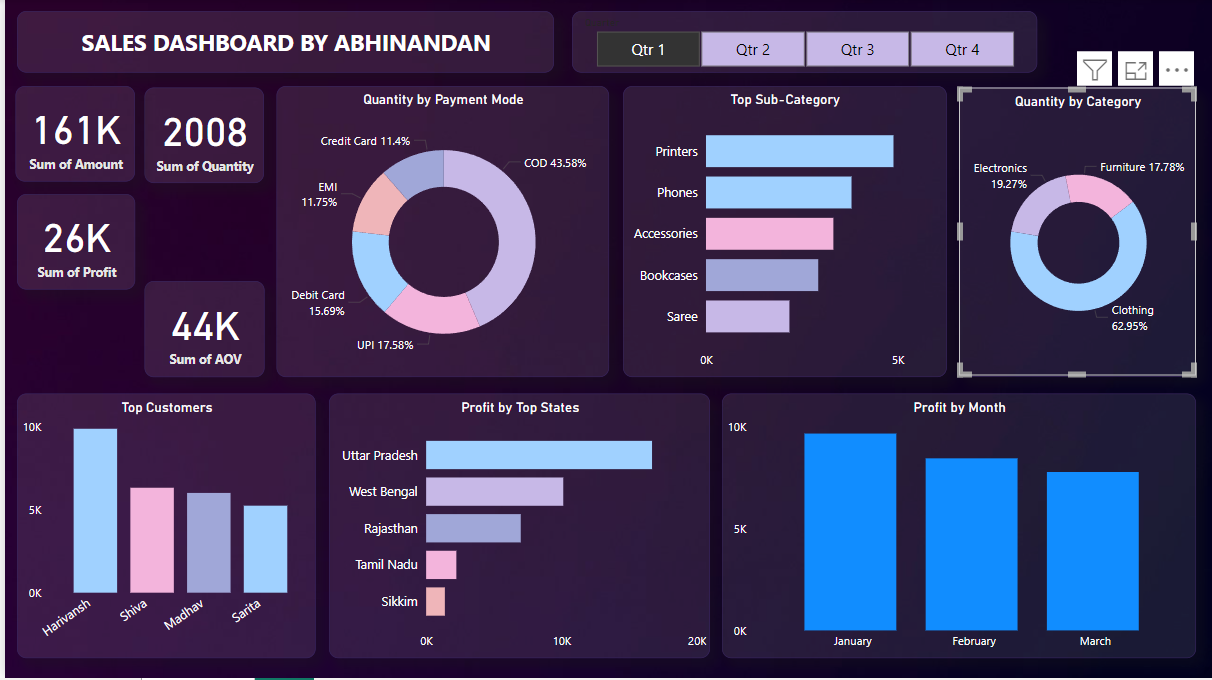 SALES DASHBOARD BY ABHINANDAN
Qtr 1
Qtr 2
Qtr 3
Qtr 4
161K
Sum of Amount
2008
Sum of Quantity
26K
Sum of Profit
44K
Sum of AOV
Quantity by Payment Mode
Credit Card 11.4%
COD 43.58%
EMI
11.75%
Debit Card
15.69%
UPI 17.58%
Top Sub-Category
Printers
Phones
Accessories
Bookcases
Saree
0K
5K
Quantity by Category
Electronics
19.27%
Furniture 17.78%
Clothing
62.95%
Top Customers
10K
5K
0K
Harivansh
Shiva
Madhav
Sarita
Profit by Top States
Uttar Pradesh
West Bengal
Rajasthan
Tamil Nadu
Sikkim
0K
10K
20K
Profit by Month
10K
5K
0K
January
February
March